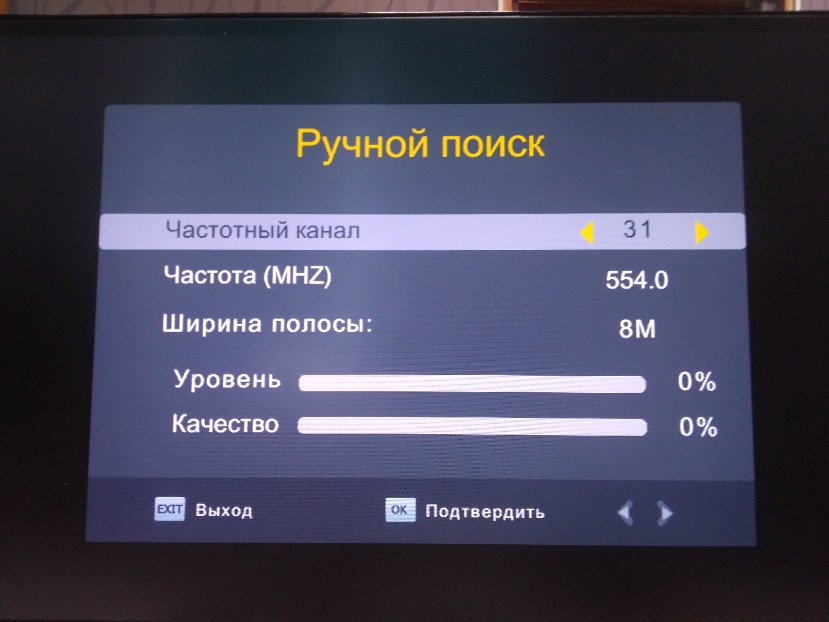 Ручной поиск
Частотный канал 31
Частота (MHZ) 554.0
Ширина полосы: 8M
Уровень 0%
Качество 0%
EXIT Выход OK Подтвердить